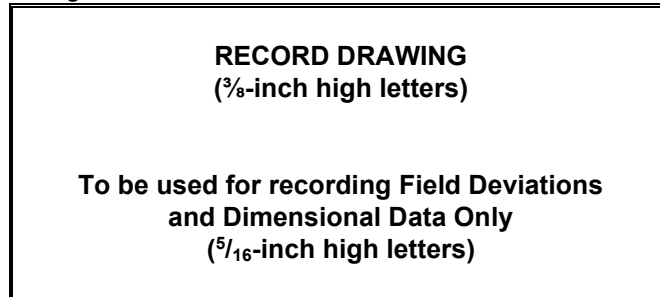 RECORD DRAWING
(⅜-inch high letters)
To be used for recording Field Deviations
and Dimensional Data Only
(⁵/₁₆-inch high letters)